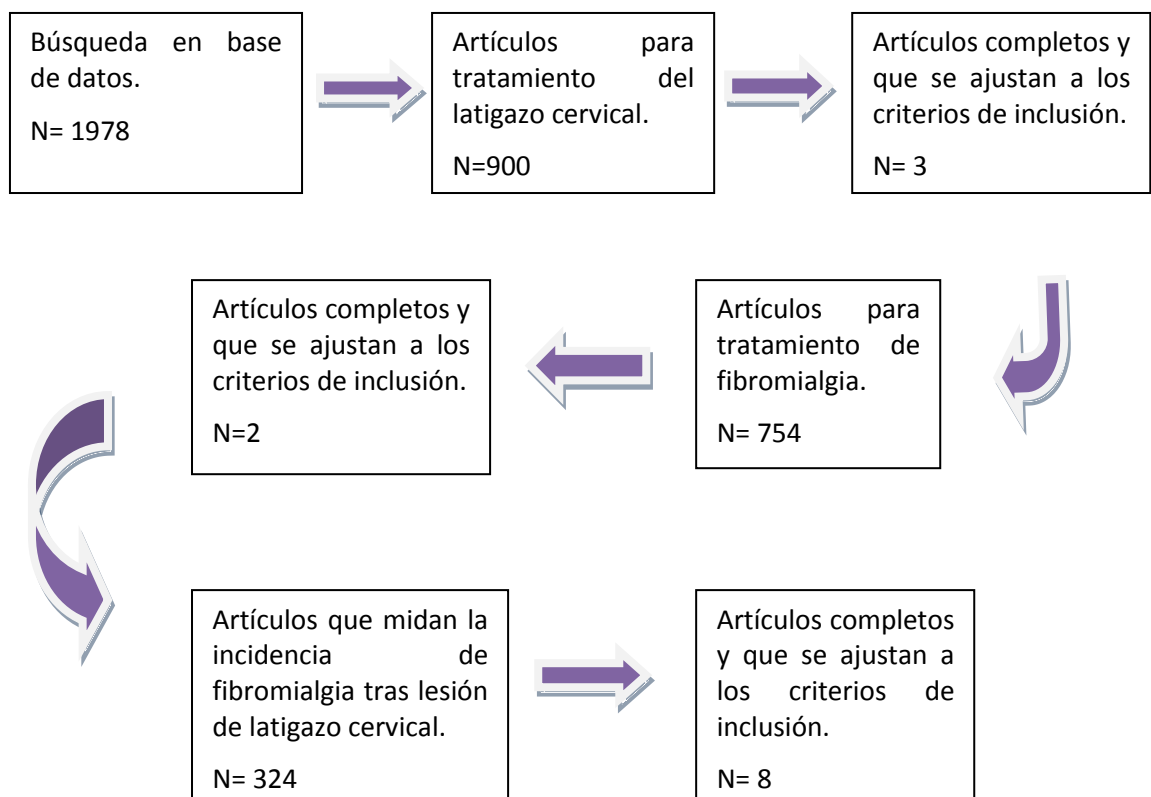 Búsqueda en base
de datos.
N= 1978
Artículos para
tratamiento del
latigazo cervical.
N=900
Artículos completos y
que se ajustan a los
criterios de inclusión.
N= 3
Artículos para
tratamiento de
fibromialgia.
N= 754
Artículos completos y
que se ajustan a los
criterios de inclusión.
N=2
Artículos que midan la
incidencia de
fibromialgia tras lesión
de latigazo cervical.
N= 324
Artículos completos
y que se ajustan a
los criterios de
inclusión.
N= 8